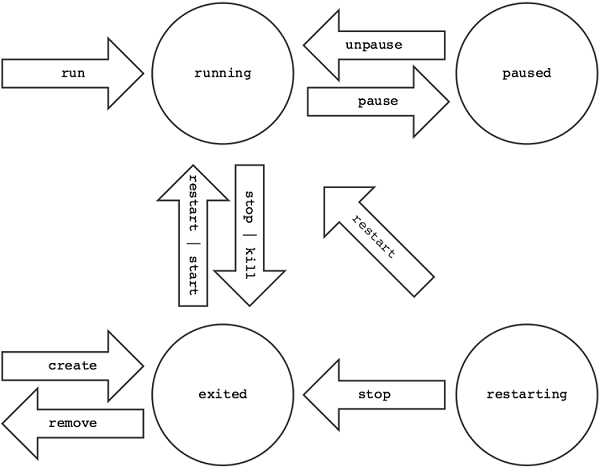 unpause
run
running
paused
pause
restart | start
stop | kill
restart
create
exited
stop
restarting
remove